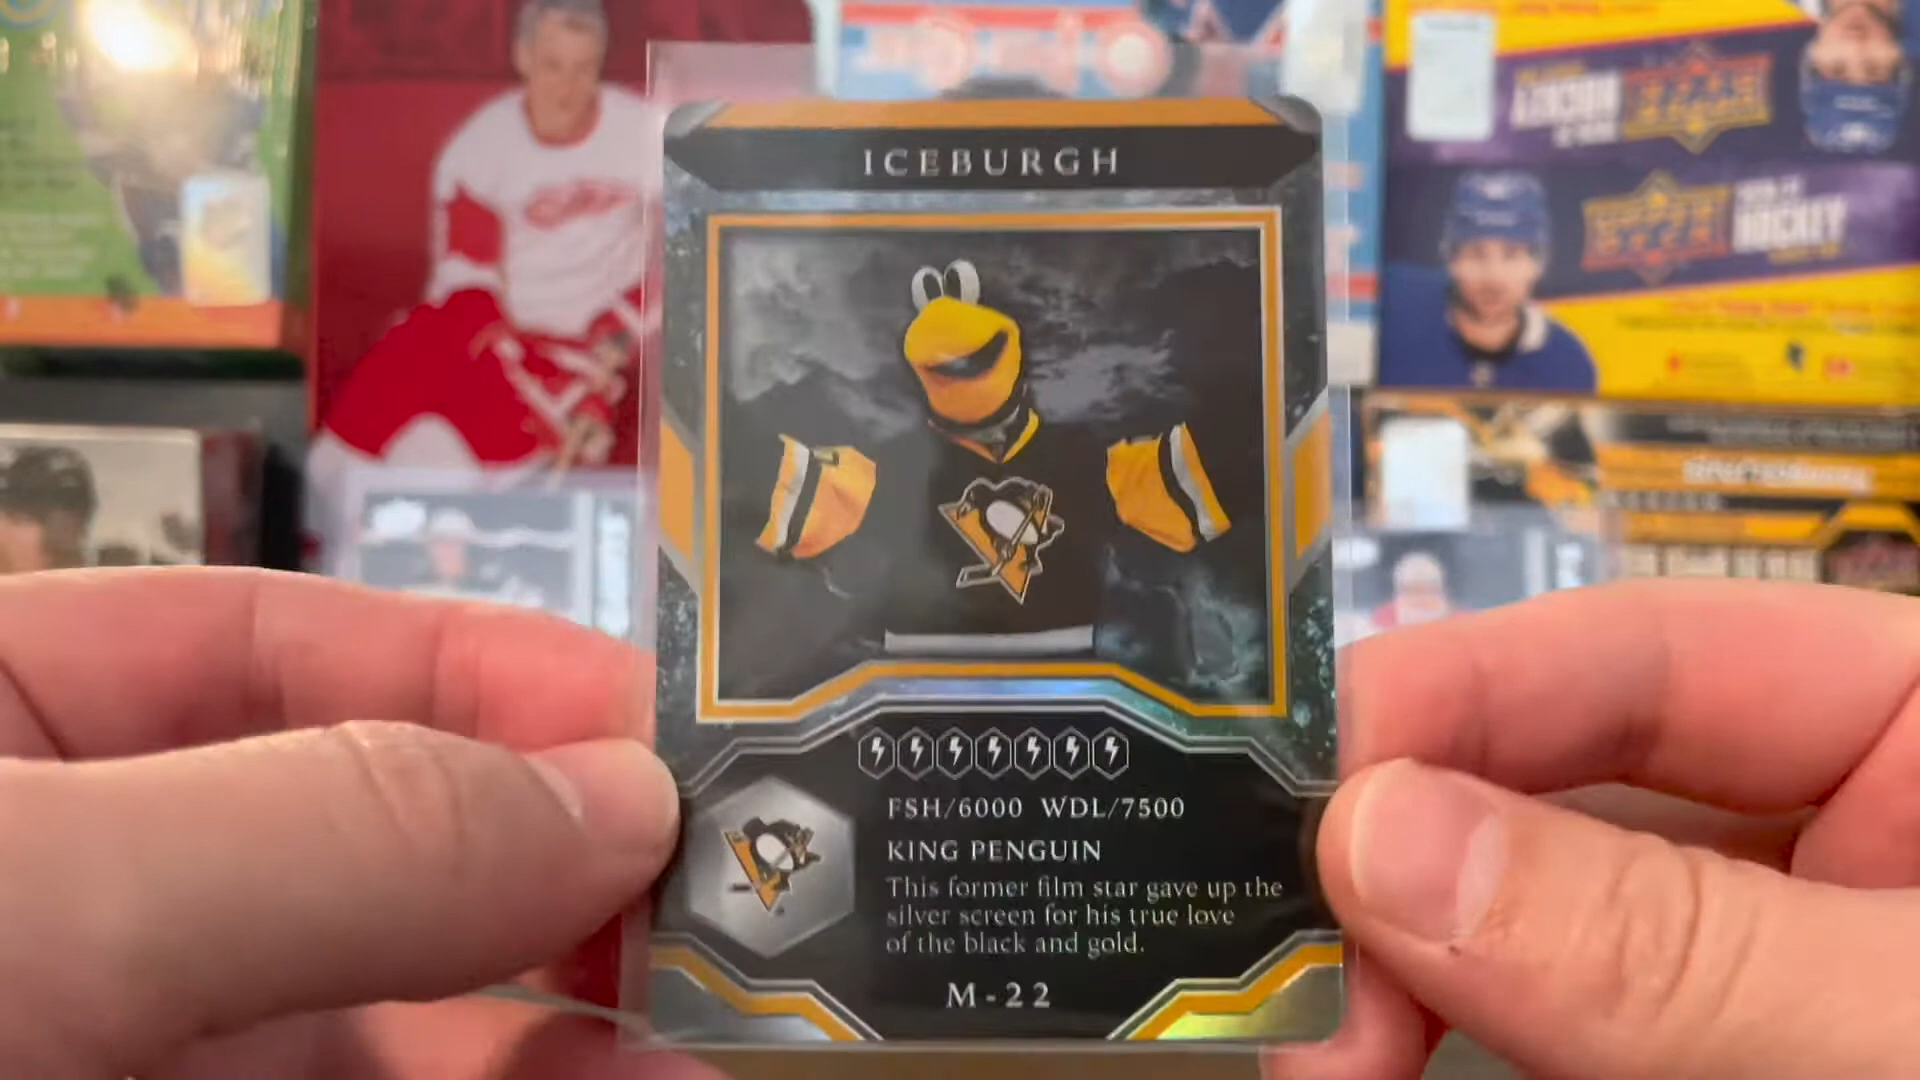 ICEBURGH
FSH/6000 WDL/7500
KING PENGUIN
This former film star gave up the
silver screen for his true love
of the black and gold.
M-22
HOCKEY